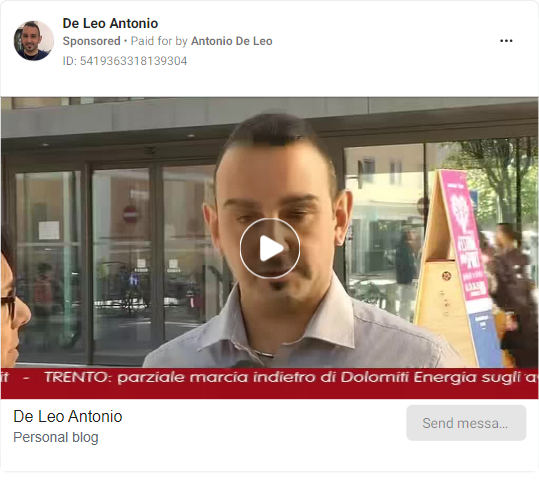 De Leo Antonio
Sponsored • Paid for by Antonio De Leo
ID: 5419363318139304
it - TRENTO: parziale marcia indietro di Dolomiti Energia sugli a
De Leo Antonio
Personal blog
Send messa...